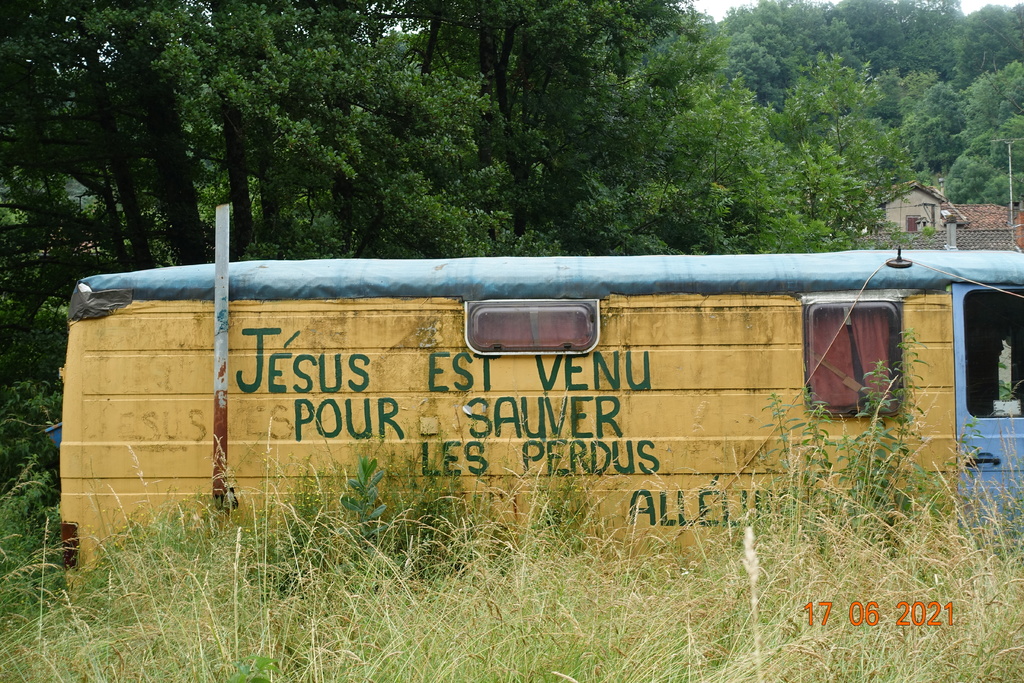 JÉSUS EST VENU
POUR SAUVER
LES PERDUS
17 06 2021